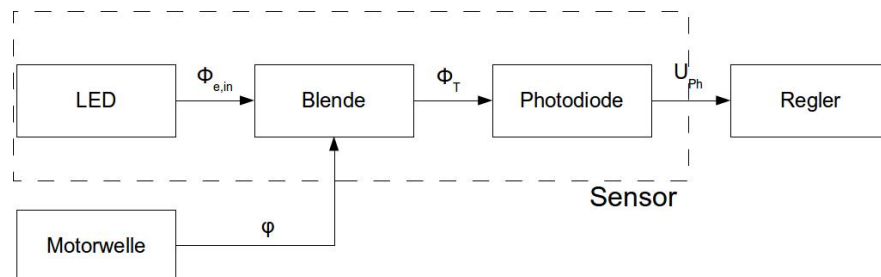 Φe,in
ΦT
UPh
LED
Blende
Photodiode
Regler
Sensor
φ
Motorwelle